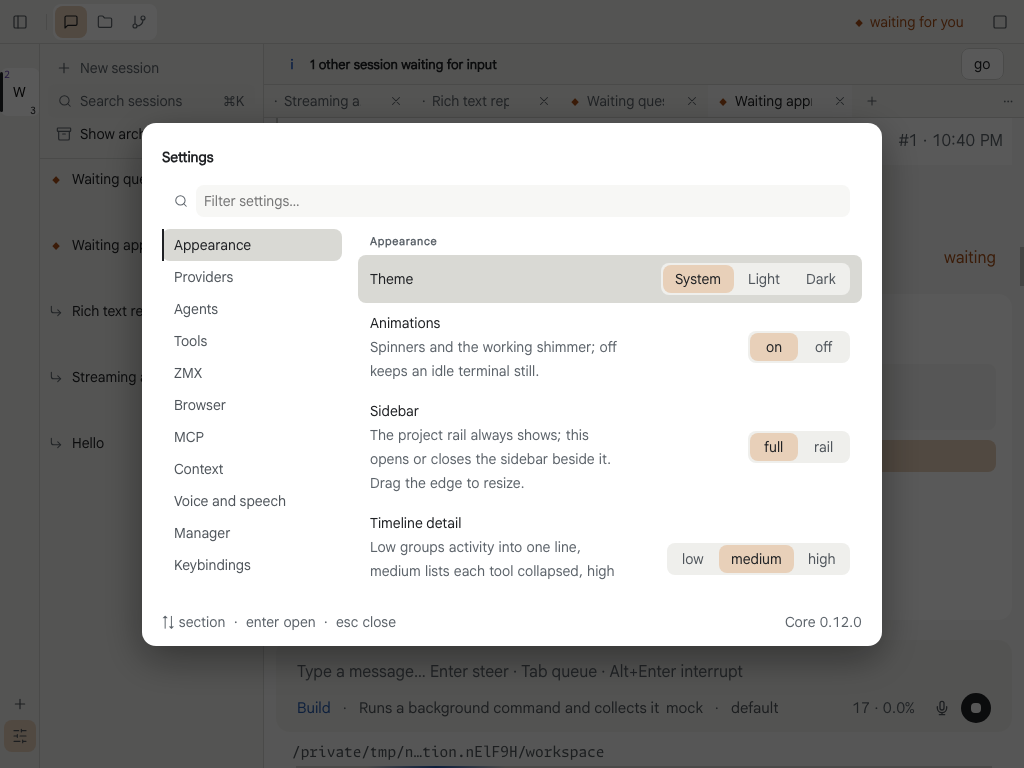 waiting for you
2
W
3
New session
Search sessions ⌘K
Show arc
i 1 other session waiting for input go
· Streaming a
· Rich text rep
Waiting ques
Waiting appr
#1 · 10:40 PM
Waiting que
Waiting app
waiting
Rich text re
Streaming a
Hello
Settings
Filter settings...
Appearance
Providers
Agents
Tools
ZMX
Browser
MCP
Context
Voice and speech
Manager
Keybindings
Appearance
Theme System Light Dark
Animations
Spinners and the working shimmer; off
keeps an idle terminal still.
on off
Sidebar
The project rail always shows; this
opens or closes the sidebar beside it.
Drag the edge to resize.
full rail
Timeline detail
Low groups activity into one line,
medium lists each tool collapsed, high
low medium high
↑↓ section · enter open · esc close Core 0.12.0
Type a message... Enter steer · Tab queue · Alt+Enter interrupt
Build · Runs a background command and collects it mock · default 17 · 0.0%
/private/tmp/n…tion.nElF9H/workspace